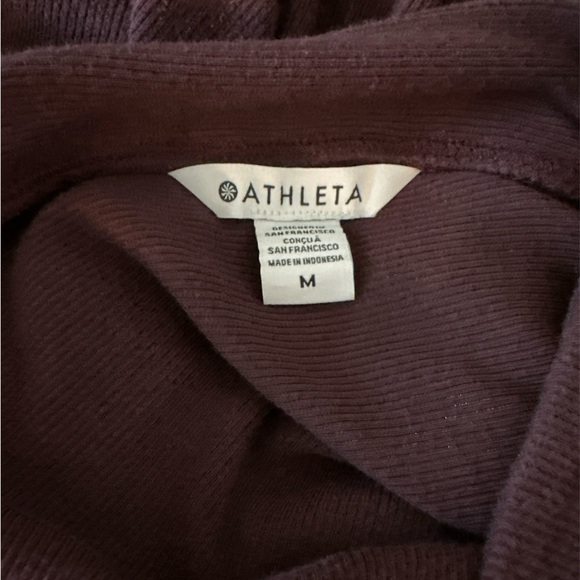 ATHLETA
DESIGNED IN
SAN FRANCISCO
CONÇU À
SAN FRANCISCO
MADE IN INDONESIA
M